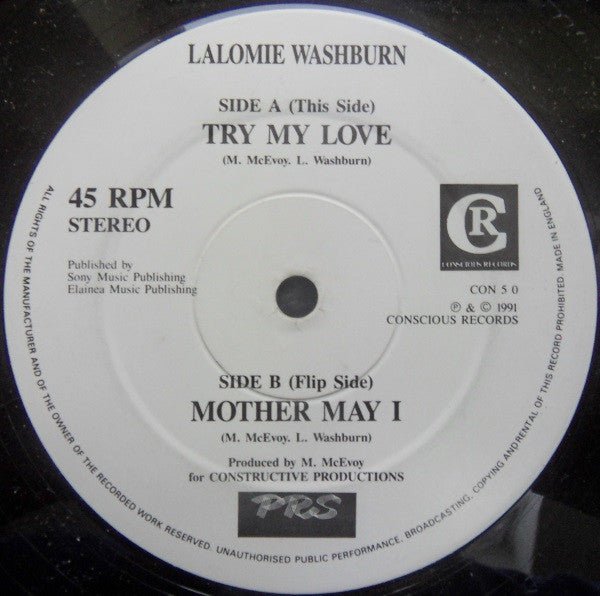 LALOMIE WASHBURN
SIDE A (This Side)
TRY MY LOVE
(M. McEvoy. L. Washburn)
45 RPM
STEREO
Published by
Sony Music Publishing
Elainea Music Publishing
CR
CONSCIOUS RECORDS
CON 5 0
℗ & © 1991
CONSCIOUS RECORDS
SIDE B (Flip Side)
MOTHER MAY I
(M. McEvoy. L. Washburn)
Produced by M. McEvoy
for CONSTRUCTIVE PRODUCTIONS
PRS
ALL RIGHTS OF THE MANUFACTURER AND OF THE OWNER OF THE RECORDED WORK RESERVED. UNAUTHORISED PUBLIC PERFORMANCE, BROADCASTING, COPYING AND RENTAL OF THIS RECORD PROHIBITED. MADE IN ENGLAND